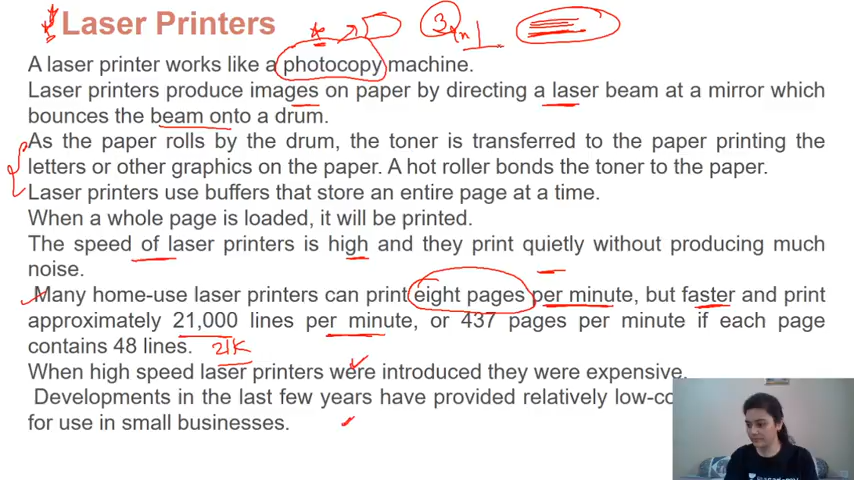 Laser Printers
3
A laser printer works like a photocopy machine.
Laser printers produce images on paper by directing a laser beam at a mirror which
bounces the beam onto a drum.
As the paper rolls by the drum, the toner is transferred to the paper printing the
letters or other graphics on the paper. A hot roller bonds the toner to the paper.
Laser printers use buffers that store an entire page at a time.
When a whole page is loaded, it will be printed.
The speed of laser printers is high and they print quietly without producing much
noise.
Many home-use laser printers can print eight pages per minute, but faster and print
approximately 21,000 lines per minute, or 437 pages per minute if each page
contains 48 lines.
21K
When high speed laser printers were introduced they were expensive.
Developments in the last few years have provided relatively low-co
for use in small businesses.